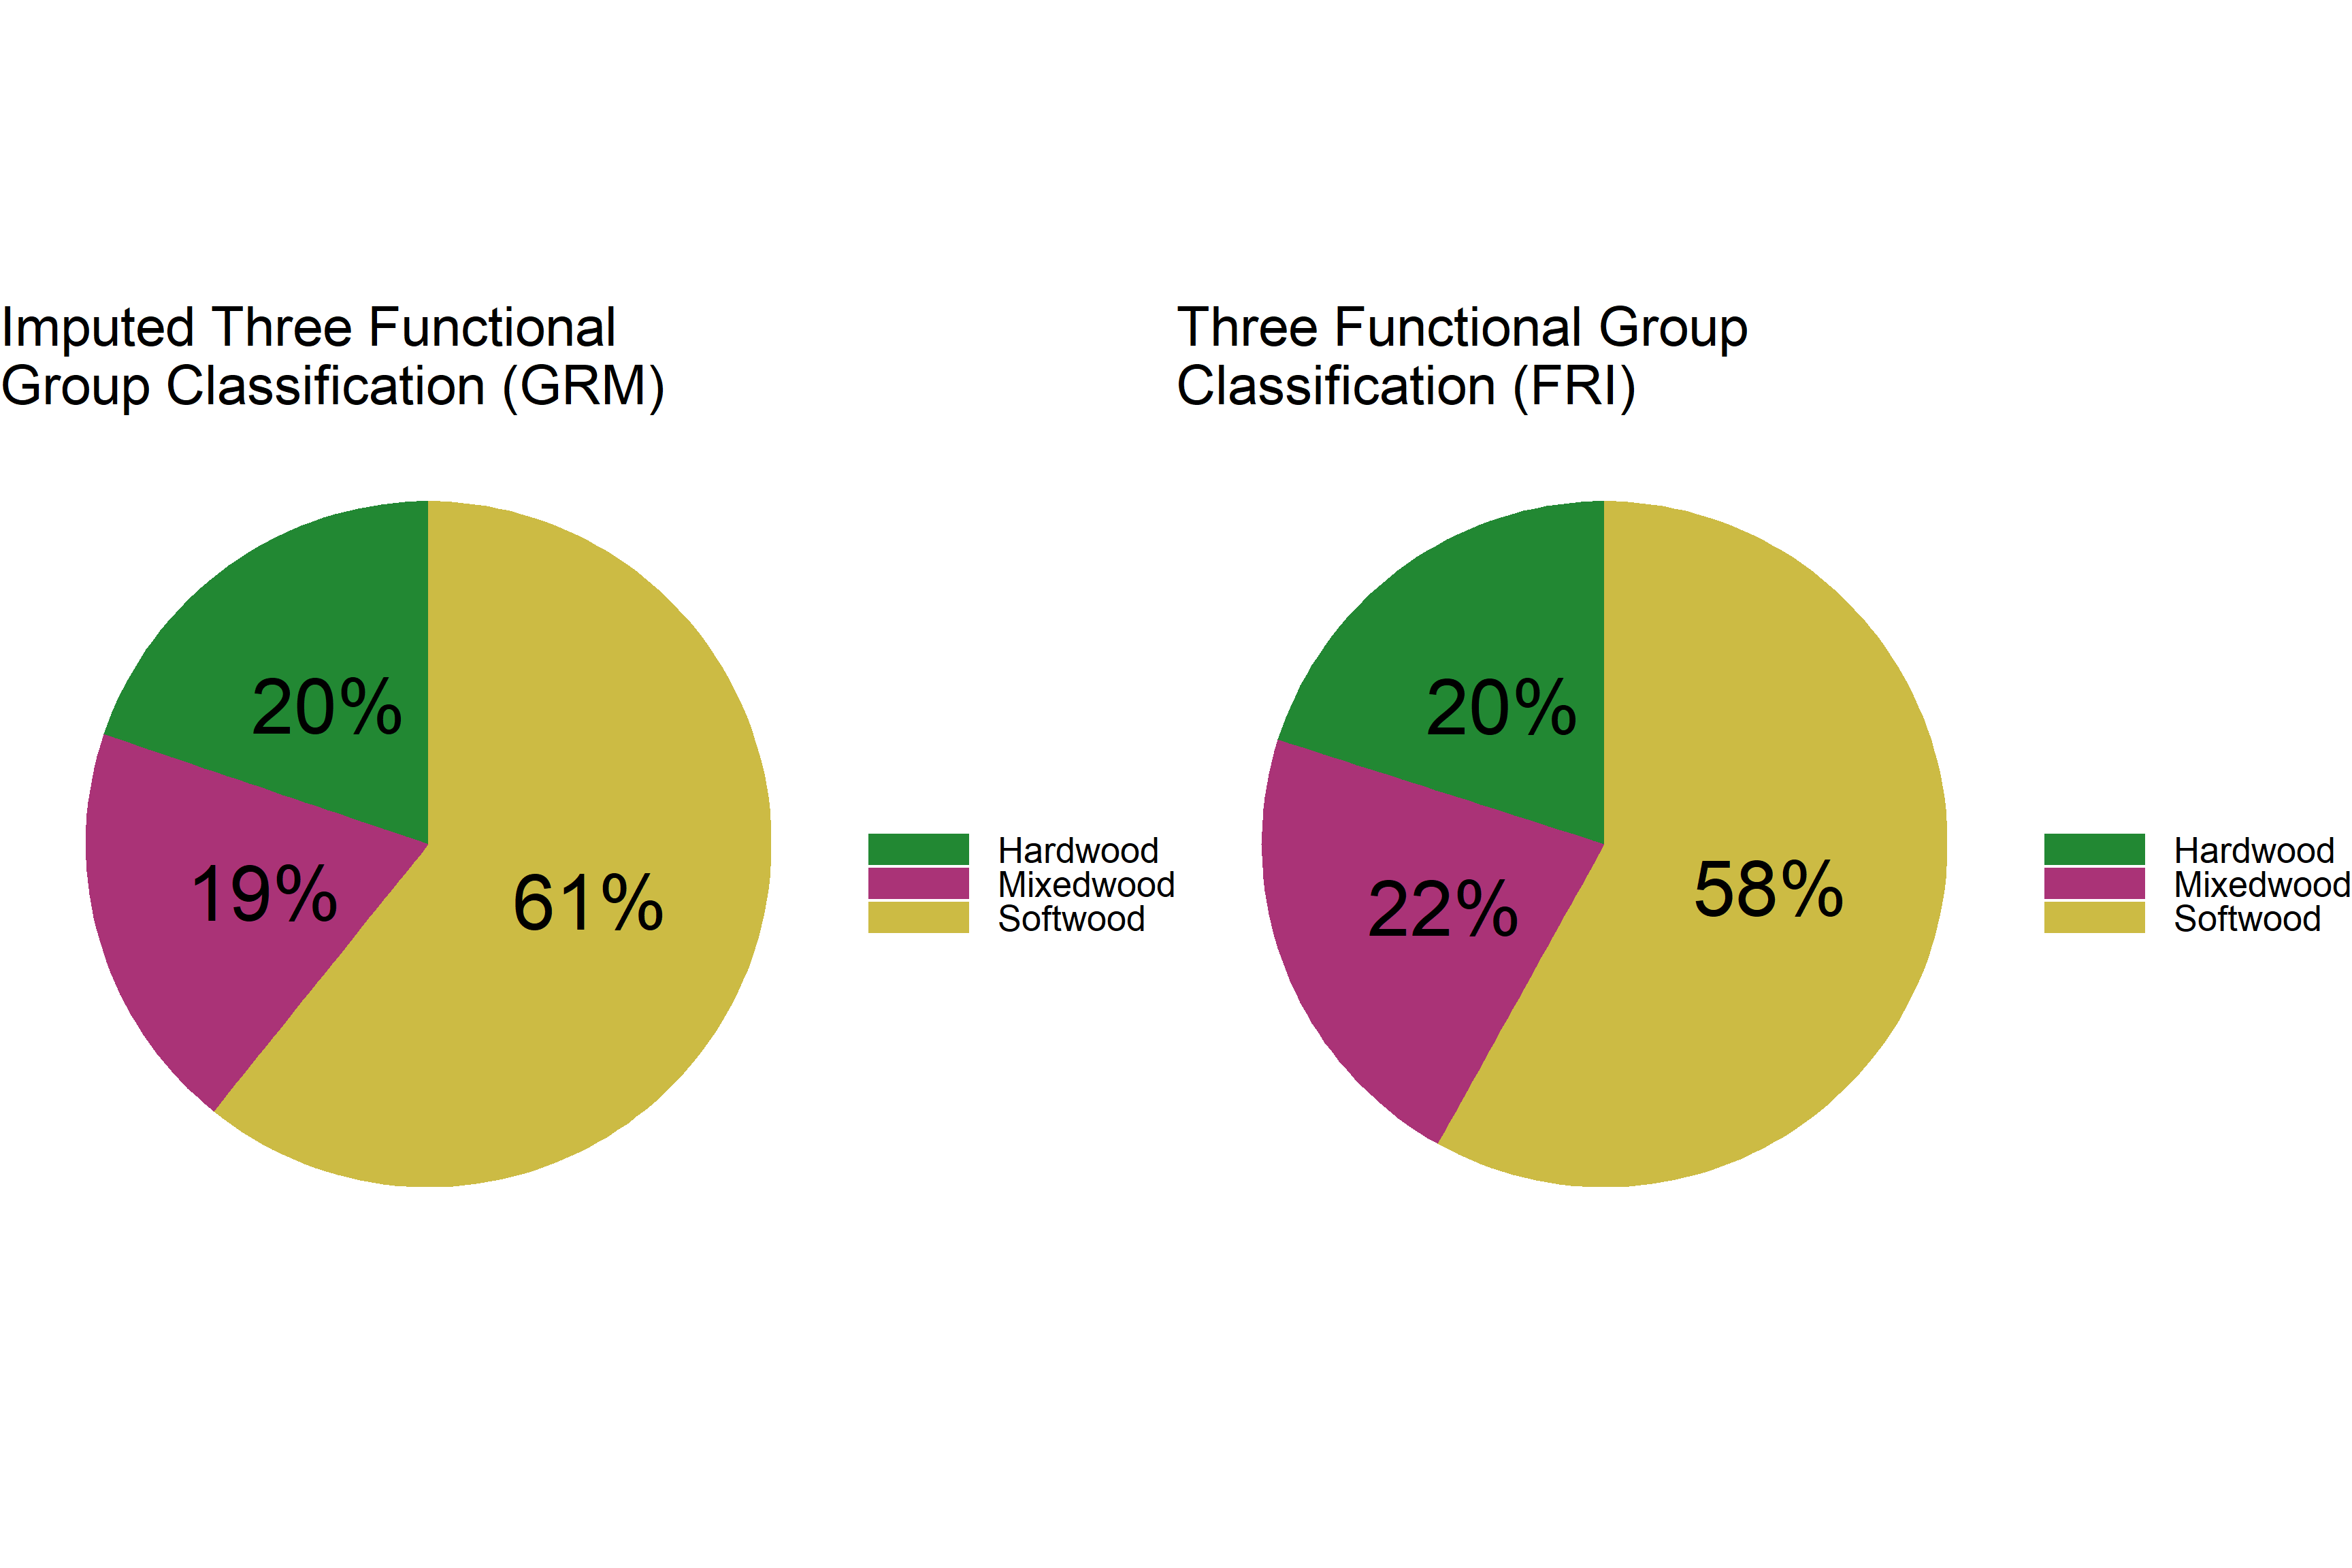 Imputed Three Functional
Group Classification (GRM)
20%
19%
61%
Hardwood
Mixedwood
Softwood
Three Functional Group
Classification (FRI)
20%
22%
58%
Hardwood
Mixedwood
Softwood